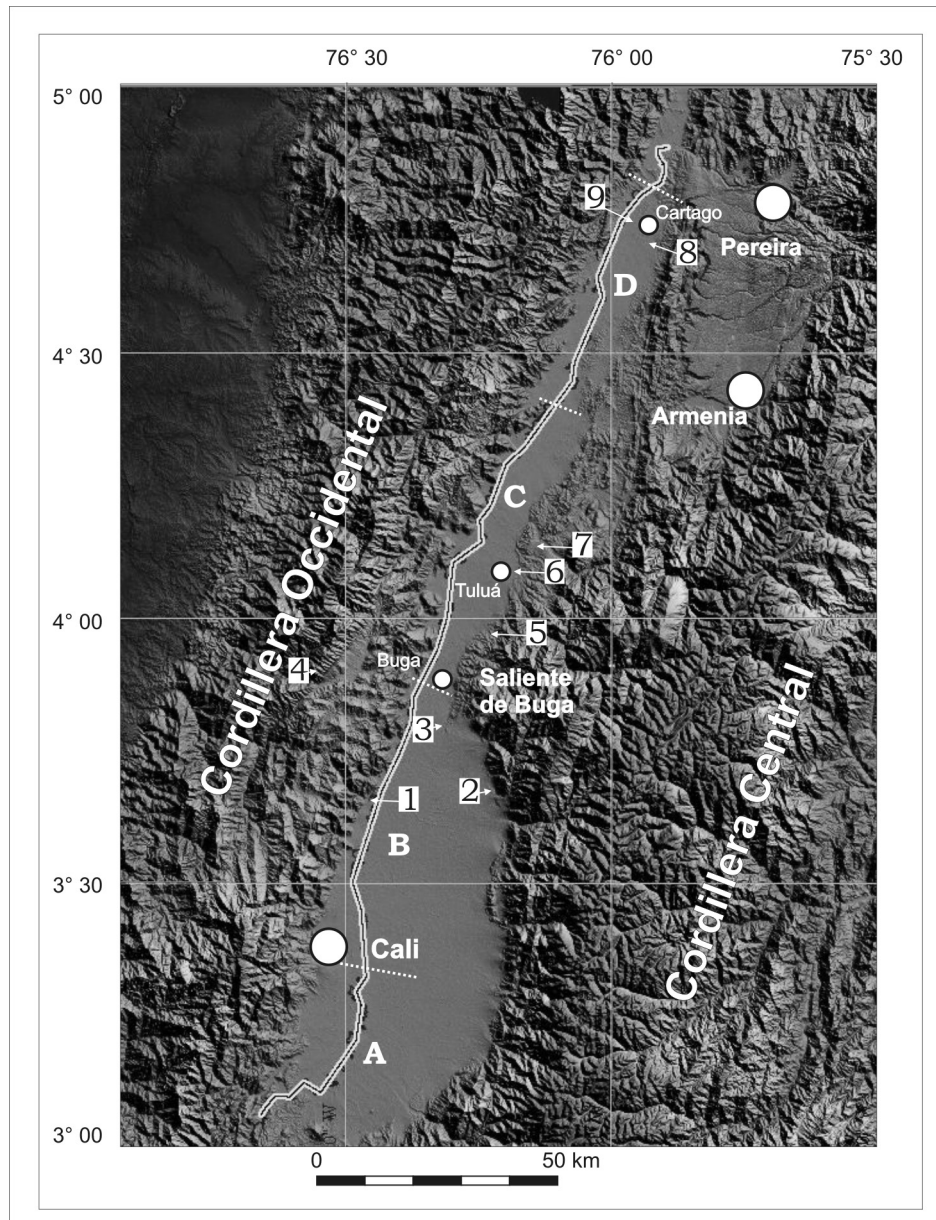 76° 30
76° 00
75° 30
5° 00
9
Cartago
8
Pereira
D
4° 30
Armenia
Cordillera Occidental
C
7
6
Tuluá
4° 00
5
Buga
4
Saliente
de Buga
3
Cordillera Central
2
1
B
3° 30
Cali
A
W
3° 00
0
50 km